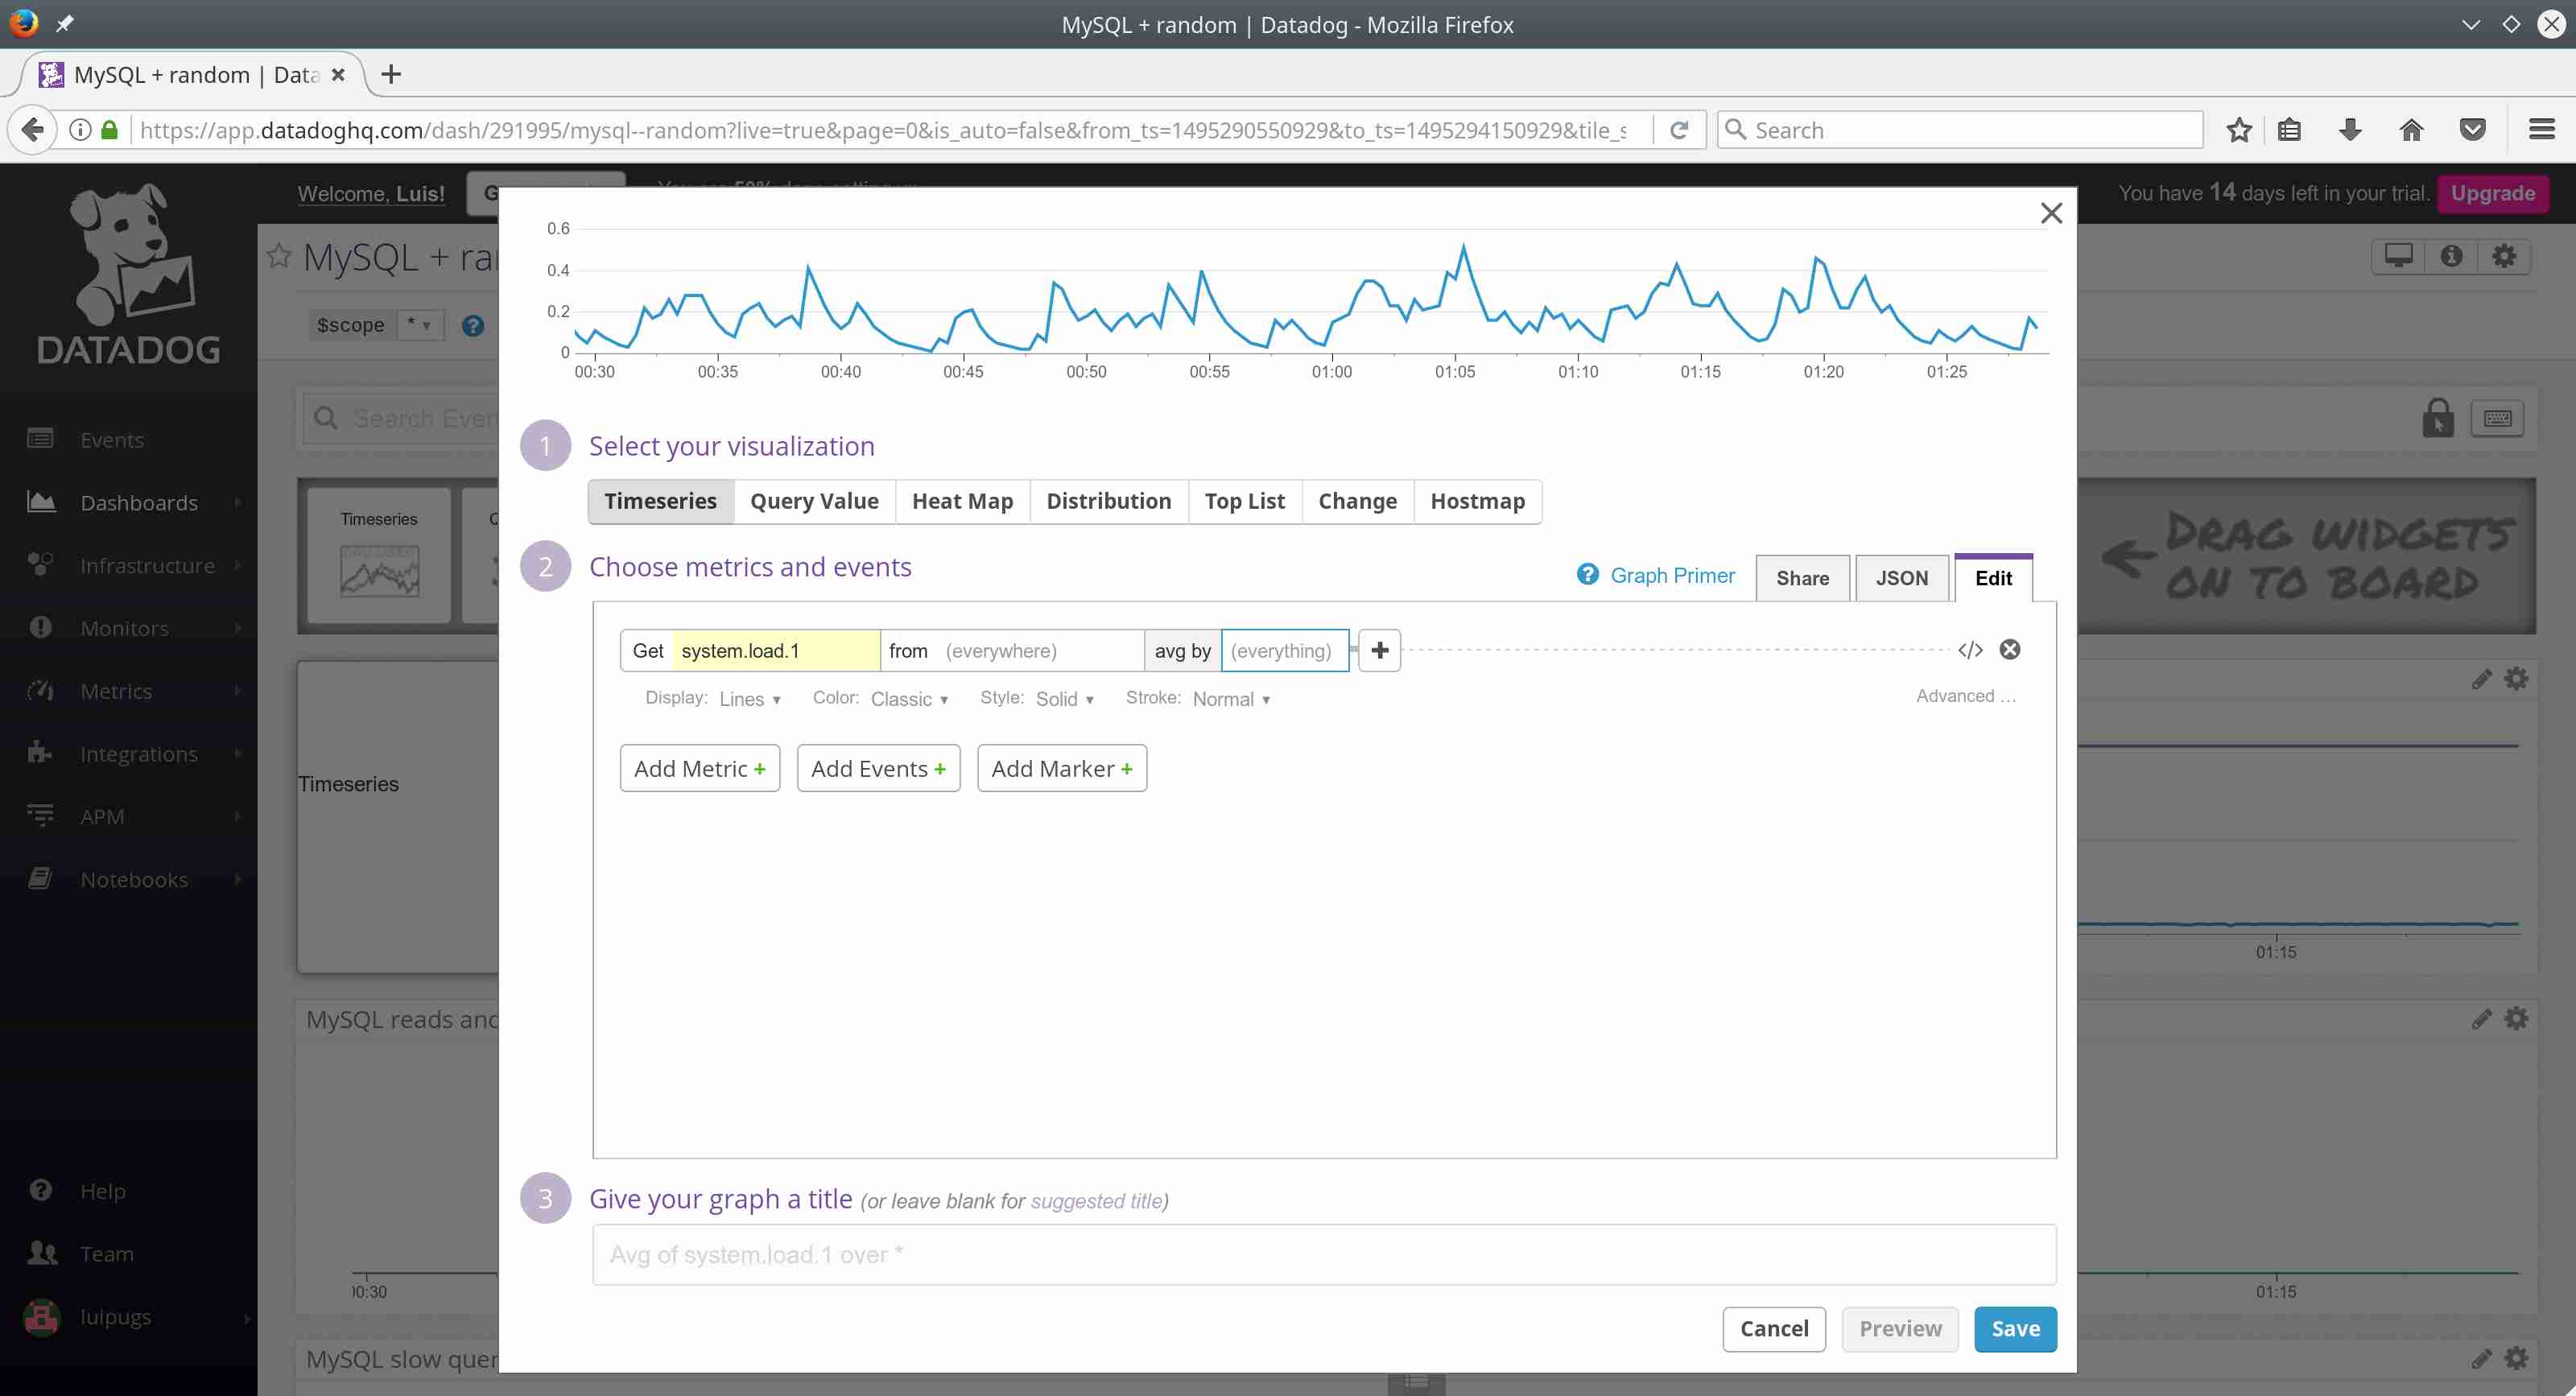 MySQL + random | Datadog - Mozilla Firefox
MySQL + random | Data
https://app.datadoghq.com/dash/291995/mysql--random?live=true&page=0&is_auto=false&from_ts=1495290550929&to_ts=1495294150929&tile_s
Search
DATADOG
Events
Dashboards
Infrastructure
Monitors
Metrics
Integrations
APM
Notebooks
Help
Team
luipugs
Welcome, Luis!
You have 14 days left in your trial. Upgrade
MySQL + ra
$scope * ▾
Search Even
Timeseries
DRAG WIDGETS
ON TO BOARD
Timeseries
01:15
MySQL reads and
00:30
01:15
MySQL slow quer
0.6
0.4
0.2
0
00:30 00:35 00:40 00:45 00:50 00:55 01:00 01:05 01:10 01:15 01:20 01:25
1 Select your visualization
Timeseries Query Value Heat Map Distribution Top List Change Hostmap
2 Choose metrics and events
Graph Primer Share JSON Edit
Get system.load.1 from (everywhere) avg by (everything) + </>
Display: Lines ▾ Color: Classic ▾ Style: Solid ▾ Stroke: Normal ▾ Advanced ...
Add Metric + Add Events + Add Marker +
3 Give your graph a title (or leave blank for suggested title)
Avg of system.load.1 over *
Cancel Preview Save